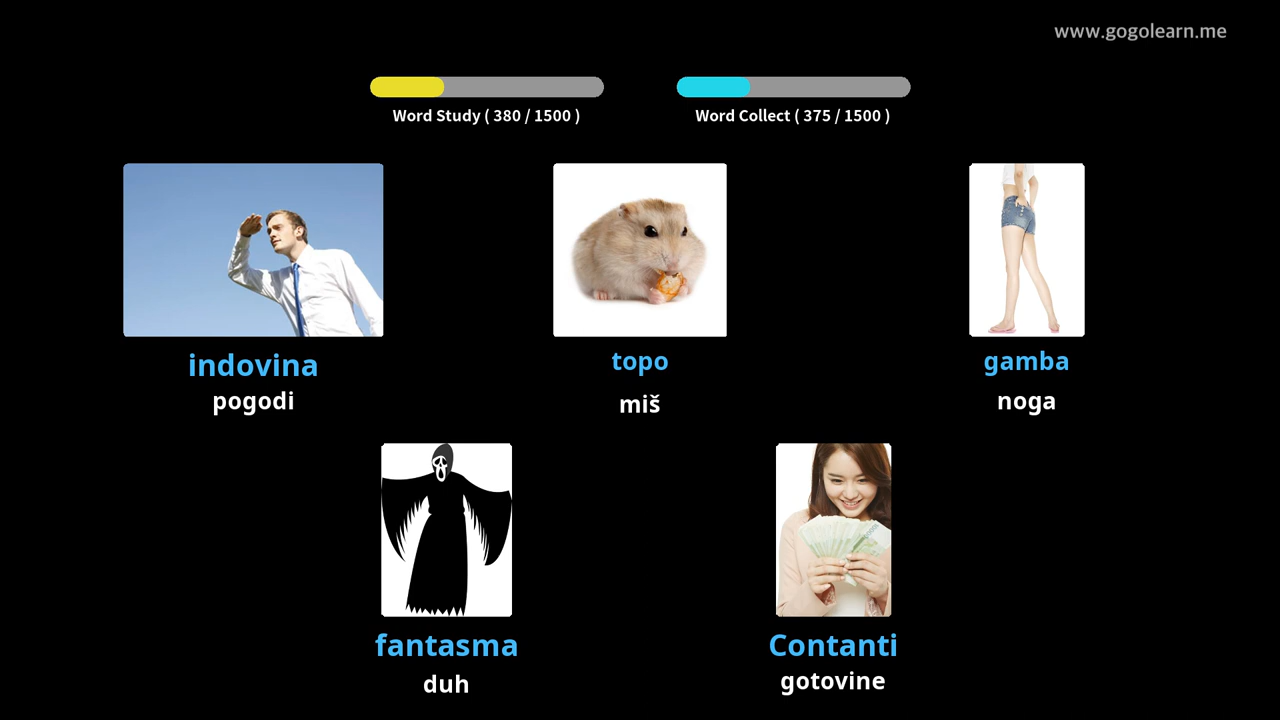 www.gogolearn.me
Word Study ( 380 / 1500 )
Word Collect ( 375 / 1500 )
indovina
pogodi
topo
miš
gamba
noga
fantasma
duh
Contanti
gotovine